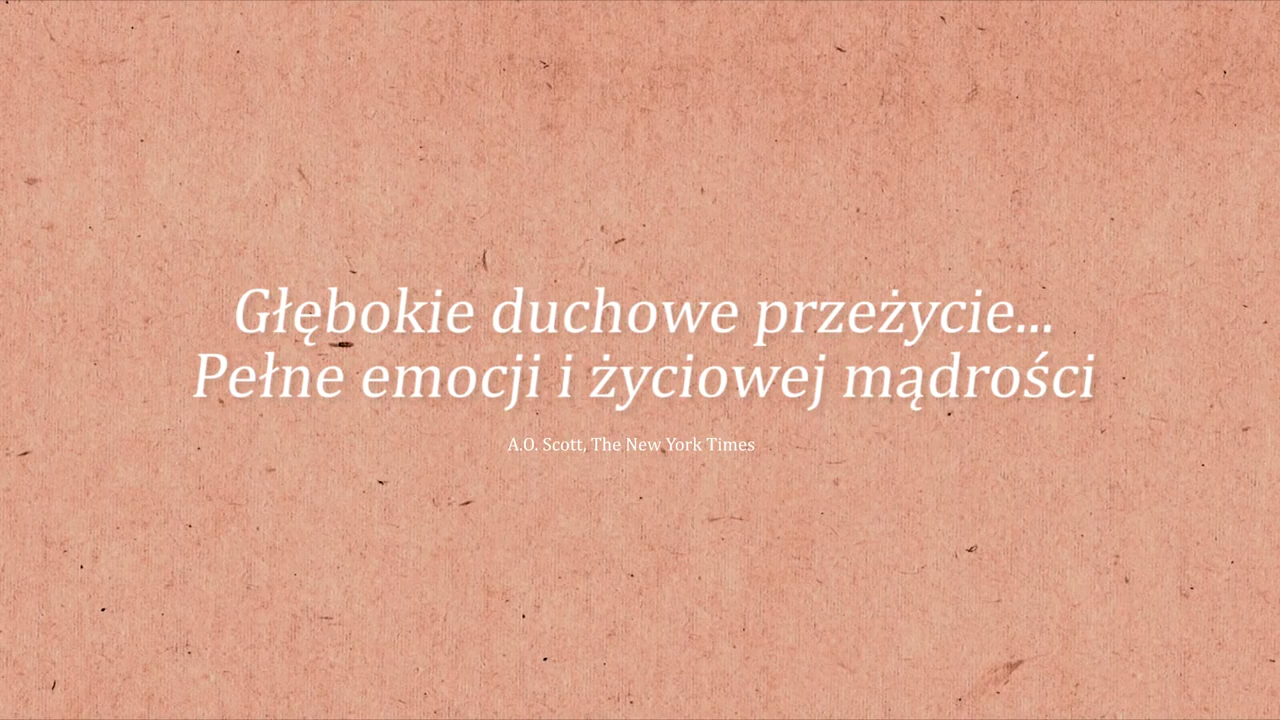 Głębokie duchowe przeżycie...
Pełne emocji i życiowej mądrości
A.O. Scott, The New York Times